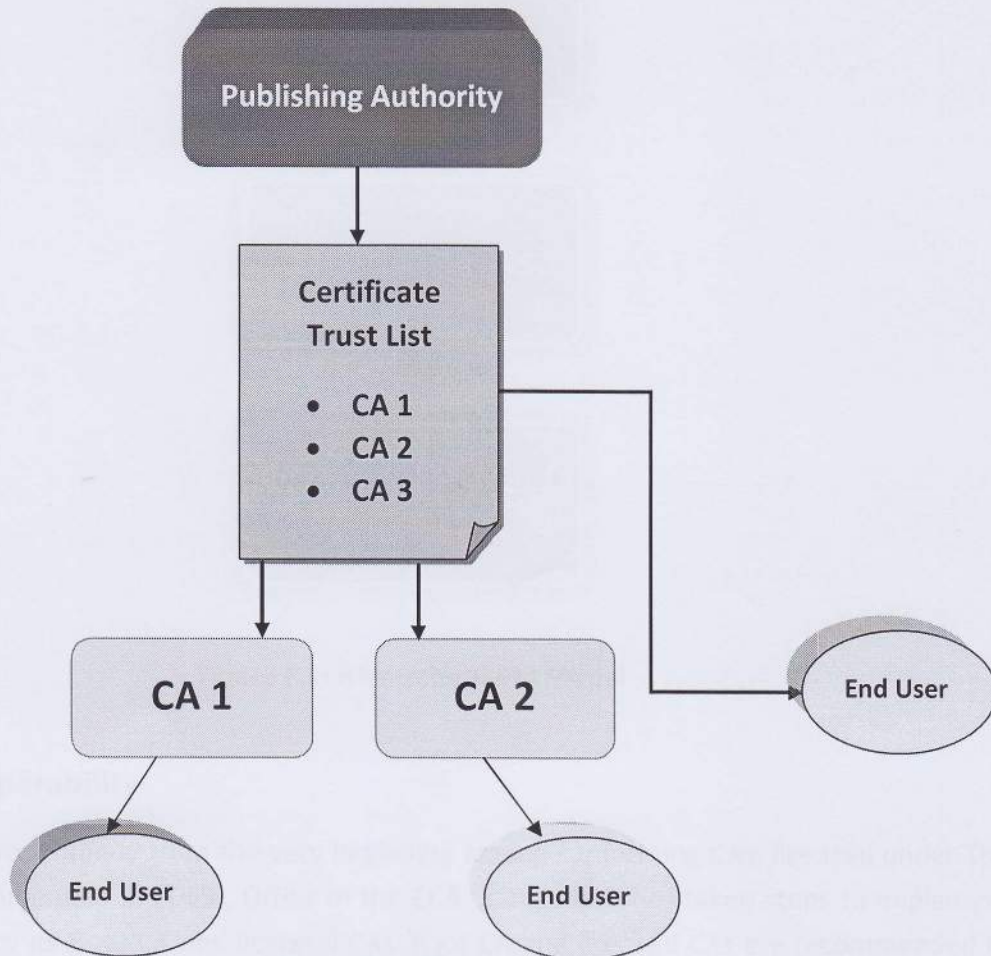 Publishing Authority
Certificate
Trust List
• CA 1
• CA 2
• CA 3
CA 1
CA 2
End User
End User
End User